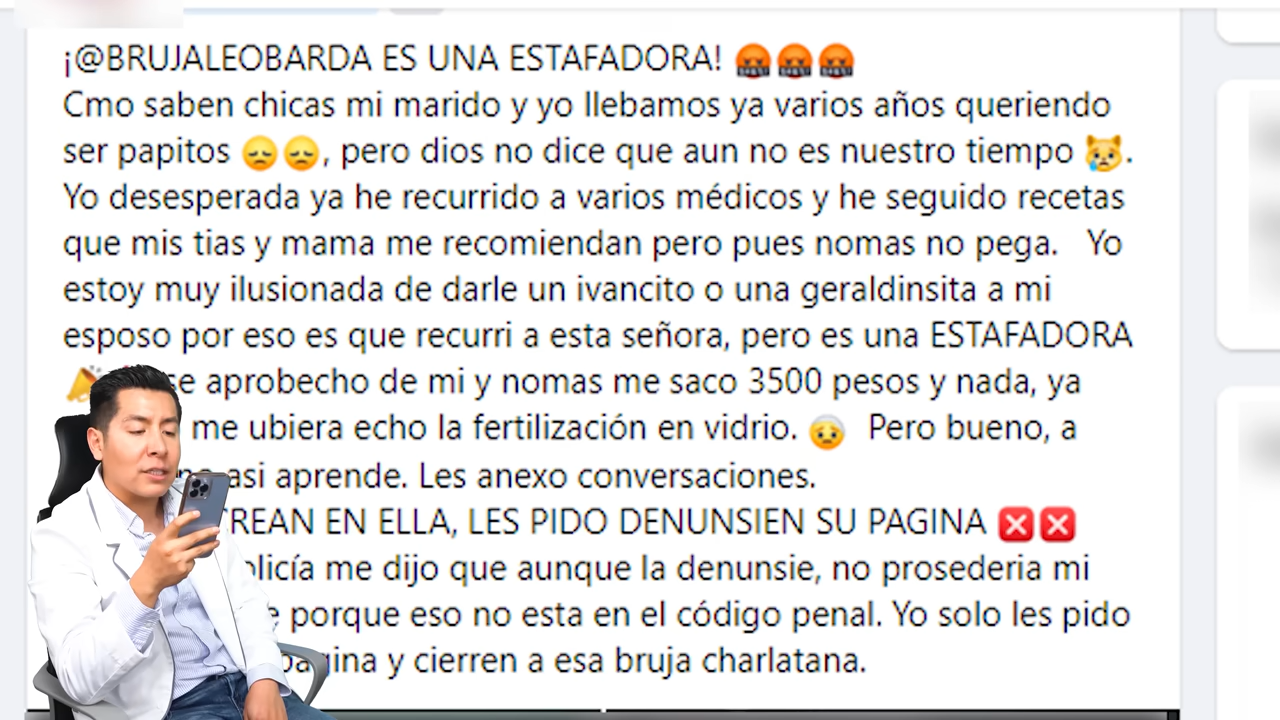 ¡@BRUJALEOBARDA ES UNA ESTAFADORA! 🤬🤬🤬
Cmo saben chicas mi marido y yo llebamos ya varios años queriendo
ser papitos 😞😞, pero dios no dice que aun no es nuestro tiempo 😿.
Yo desesperada ya he recurrido a varios médicos y he seguido recetas
que mis tias y mama me recomiendan pero pues nomas no pega. Yo
estoy muy ilusionada de darle un ivancito o una geraldinsita a mi
esposo por eso es que recurri a esta señora, pero es una ESTAFADORA
se aprobecho de mi y nomas me saco 3500 pesos y nada, ya
me ubiera echo la fertilización en vidrio. 🤕 Pero bueno, a
asi aprende. Les anexo conversaciones.
CREAN EN ELLA, LES PIDO DENUNSIEN SU PAGINA ❌❌
olicía me dijo que aunque la denunsie, no prosederia mi
porque eso no esta en el código penal. Yo solo les pido
pagina y cierren a esa bruja charlatana.